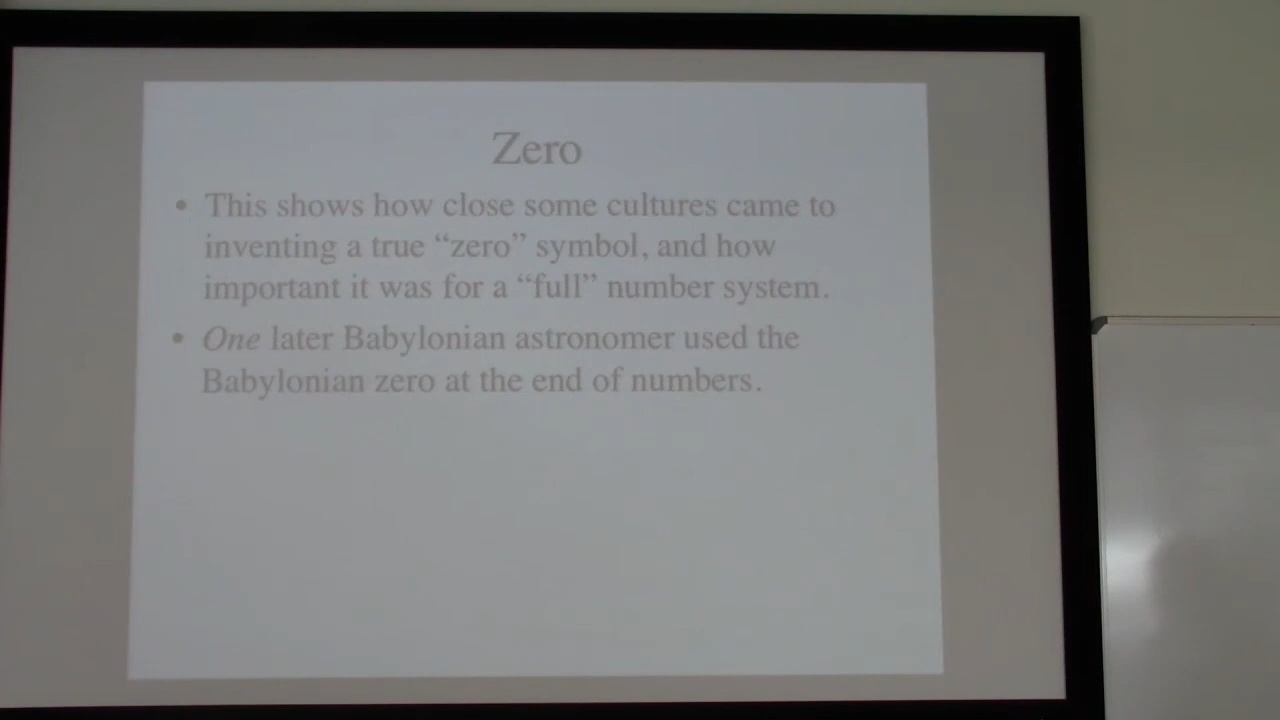 Zero
• This shows how close some cultures came to
inventing a true “zero” symbol, and how
important it was for a “full” number system.
• One later Babylonian astronomer used the
Babylonian zero at the end of numbers.